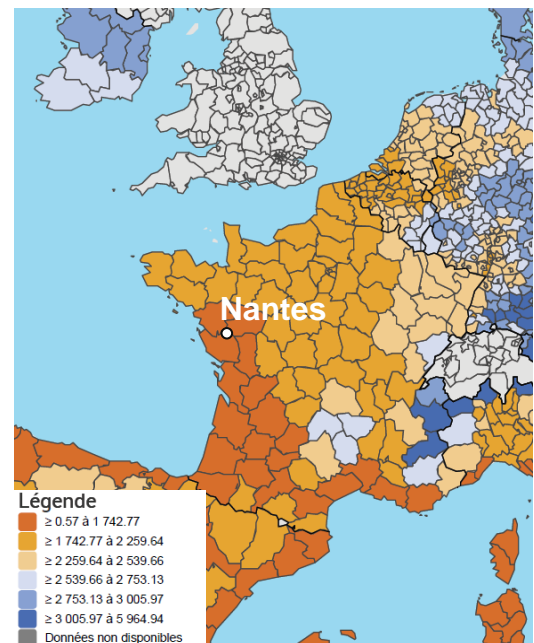 Nantes
Légende
≥ 0.57 à 1 742.77
≥ 1 742.77 à 2 259.64
≥ 2 259.64 à 2 539.66
≥ 2 539.66 à 2 753.13
≥ 2 753.13 à 3 005.97
≥ 3 005.97 à 5 964.94
Données non disponibles